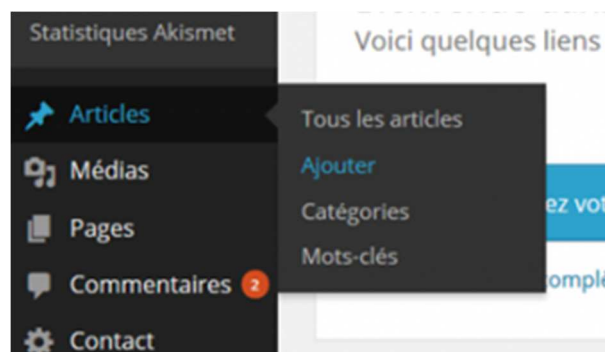 Statistiques Akismet
Articles
Médias
Pages
Commentaires 2
Contact
Tous les articles
Ajouter
Catégories
Mots-clés
Voici quelques liens